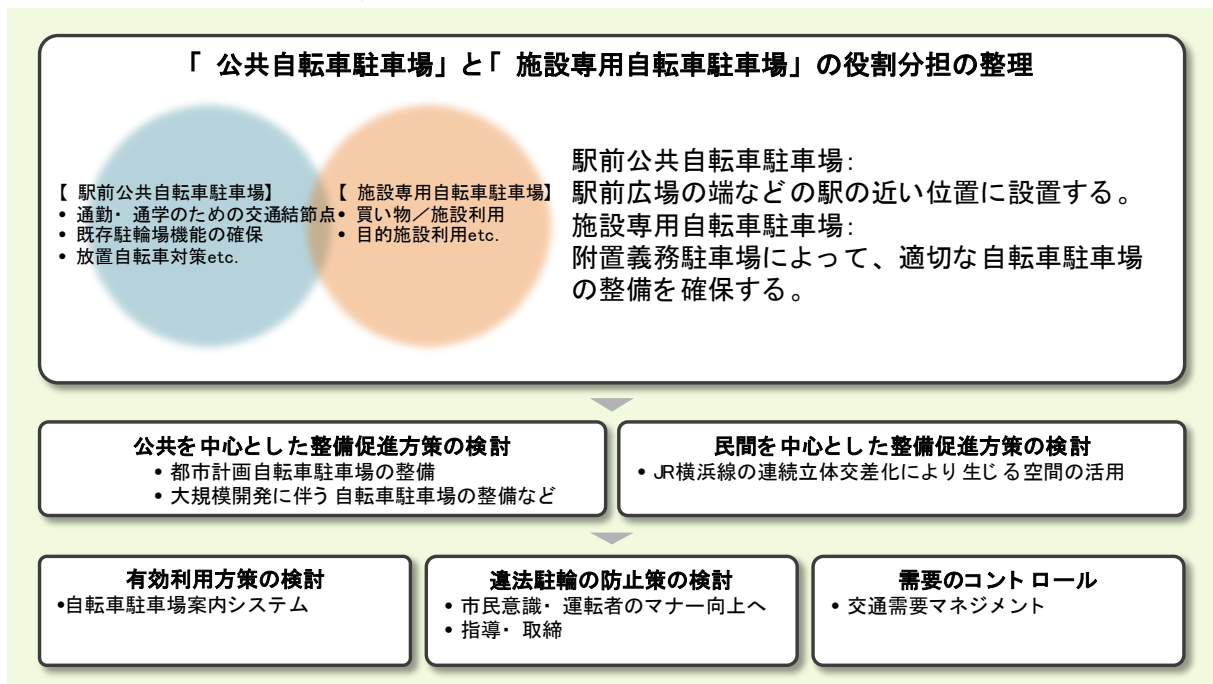 「公共自転車駐車場」と「施設専用自転車駐車場」の役割分担の整理
【駅前公共自転車駐車場】
• 通勤・通学のための交通結節点
• 既存駐輪場機能の確保
• 放置自転車対策etc.
【施設専用自転車駐車場】
• 買い物／施設利用
• 目的施設利用etc.
駅前公共自転車駐車場：
駅前広場の端などの駅の近い位置に設置する。
施設専用自転車駐車場：
附置義務駐車場によって、適切な自転車駐車場
の整備を確保する。
公共を中心とした整備促進方策の検討
• 都市計画自転車駐車場の整備
• 大規模開発に伴う自転車駐車場の整備など
民間を中心とした整備促進方策の検討
• JR横浜線の連続立体交差化により生じる空間の活用
有効利用方策の検討
•自転車駐車場案内システム
違法駐輪の防止策の検討
• 市民意識・運転者のマナー向上へ
• 指導・取締
需要のコントロール
• 交通需要マネジメント